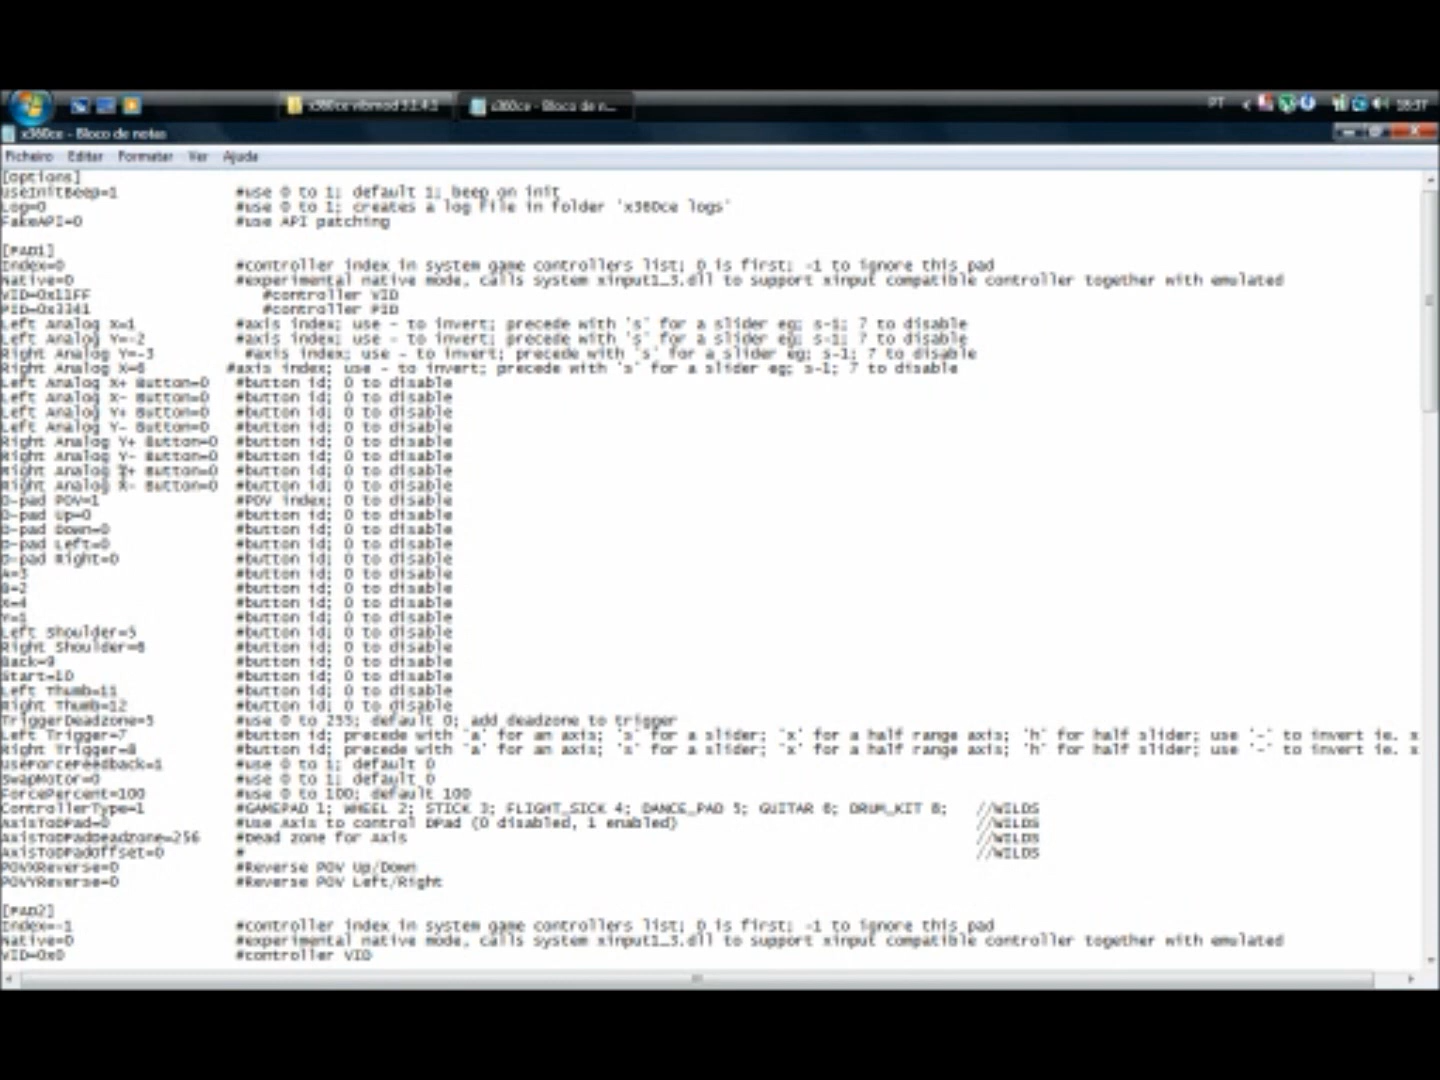 x360ce vibmod 3.1.4.1
x360ce - Bloco de n...
PT
18:37
x360ce - Bloco de notas
Ficheiro Editar Formatar Ver Ajuda
[Options]
UseInitBeep=1 #use 0 to 1; default 1; beep on init
Log=0 #use 0 to 1; creates a log file in folder 'x360ce logs'
FakeAPI=0 #use API patching
[PAD1]
Index=0 #controller index in system game controllers list; 0 is first; -1 to ignore this pad
Native=0 #experimental native mode, calls system xinput1_3.dll to support xinput compatible controller together with emulated
VID=0x11FF #controller VID
PID=0x3341 #controller PID
Left Analog X=1 #axis index; use - to invert; precede with 's' for a slider eg; s-1; 7 to disable
Left Analog Y=-2 #axis index; use - to invert; precede with 's' for a slider eg; s-1; 7 to disable
Right Analog Y=-3 #axis index; use - to invert; precede with 's' for a slider eg; s-1; 7 to disable
Right Analog X=6 #axis index; use - to invert; precede with 's' for a slider eg; s-1; 7 to disable
Left Analog X+ Button=0 #button id; 0 to disable
Left Analog X- Button=0 #button id; 0 to disable
Left Analog Y+ Button=0 #button id; 0 to disable
Left Analog Y- Button=0 #button id; 0 to disable
Right Analog Y+ Button=0 #button id; 0 to disable
Right Analog Y- Button=0 #button id; 0 to disable
Right Analog Button=0 #button id; 0 to disable
Right Analog X- Button=0 #button id; 0 to disable
D-pad POV=1 #POV index; 0 to disable
D-pad Up=0 #button id; 0 to disable
D-pad Down=0 #button id; 0 to disable
D-pad Left=0 #button id; 0 to disable
D-pad Right=0 #button id; 0 to disable
A=3 #button id; 0 to disable
B=2 #button id; 0 to disable
X=4 #button id; 0 to disable
Y=1 #button id; 0 to disable
Left Shoulder=5 #button id; 0 to disable
Right Shoulder=6 #button id; 0 to disable
Back=9 #button id; 0 to disable
Start=10 #button id; 0 to disable
Left Thumb=11 #button id; 0 to disable
Right Thumb=12 #button id; 0 to disable
TriggerDeadzone=5 #use 0 to 255; default 0; add deadzone to trigger
Left Trigger=7 #button id; precede with 'a' for an axis; 's' for a slider; 'x' for a half range axis; 'h' for half slider; use '-' to invert ie. x
Right Trigger=8 #button id; precede with 'a' for an axis; 's' for a slider; 'x' for a half range axis; 'h' for half slider; use '-' to invert ie. x
UseForceFeedback=1 #use 0 to 1; default 0
SwapMotor=0 #use 0 to 1; default 0
ForcePercent=100 #use 0 to 100; default 100
ControllerType=1 #GAMEPAD 1; WHEEL 2; STICK 3; FLIGHT_SICK 4; DANCE_PAD 5; GUITAR 6; DRUM_KIT 8; //WILDS
AxisToDPad=0 #Use Axis to control DPad (0 disabled, 1 enabled) //WILDS
AxisToDPadDeadzone=256 #Dead zone for Axis //WILDS
AxisToDPadOffset=0 # //WILDS
POVXReverse=0 #Reverse POV Up/Down
POVYReverse=0 #Reverse POV Left/Right
[PAD2]
Index=-1 #controller index in system game controllers list; 0 is first; -1 to ignore this pad
Native=0 #experimental native mode, calls system xinput1_3.dll to support xinput compatible controller together with emulated
VID=0x0 #controller VID